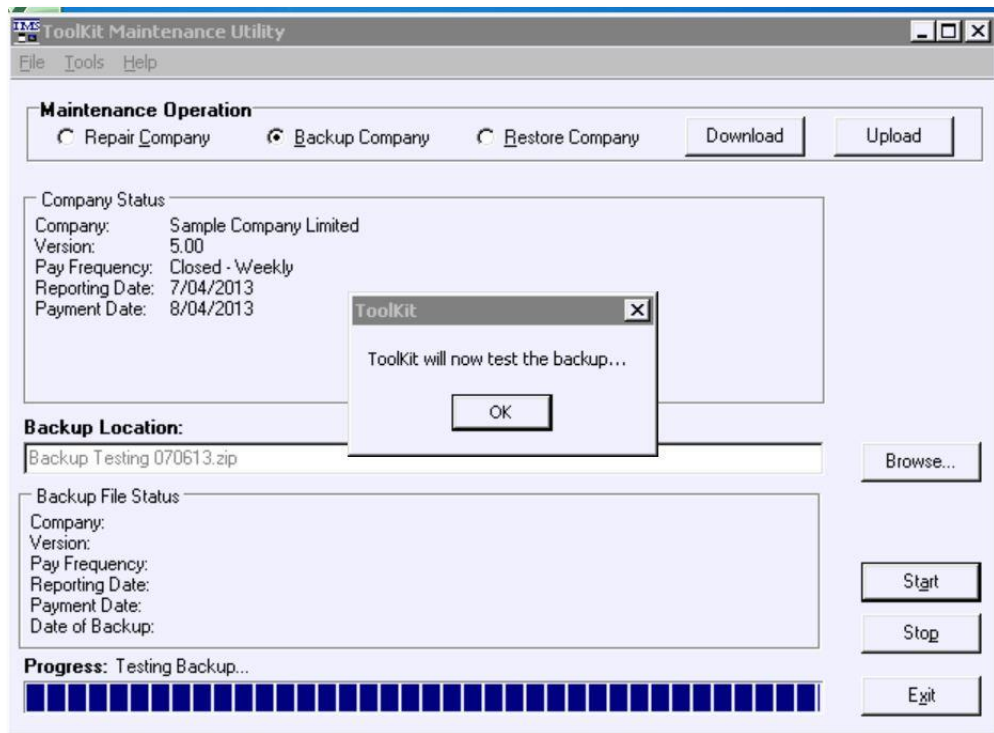 IMS ToolKit Maintenance Utility
File Tools Help
Maintenance Operation
Repair Company Backup Company Restore Company Download Upload
Company Status
Company: Sample Company Limited
Version: 5.00
Pay Frequency: Closed - Weekly
Reporting Date: 7/04/2013
Payment Date: 8/04/2013
ToolKit
ToolKit will now test the backup...
OK
Backup Location:
Backup Testing 070613.zip
Browse...
Backup File Status
Company:
Version:
Pay Frequency:
Reporting Date:
Payment Date:
Date of Backup:
Start
Stop
Progress: Testing Backup...
Exit